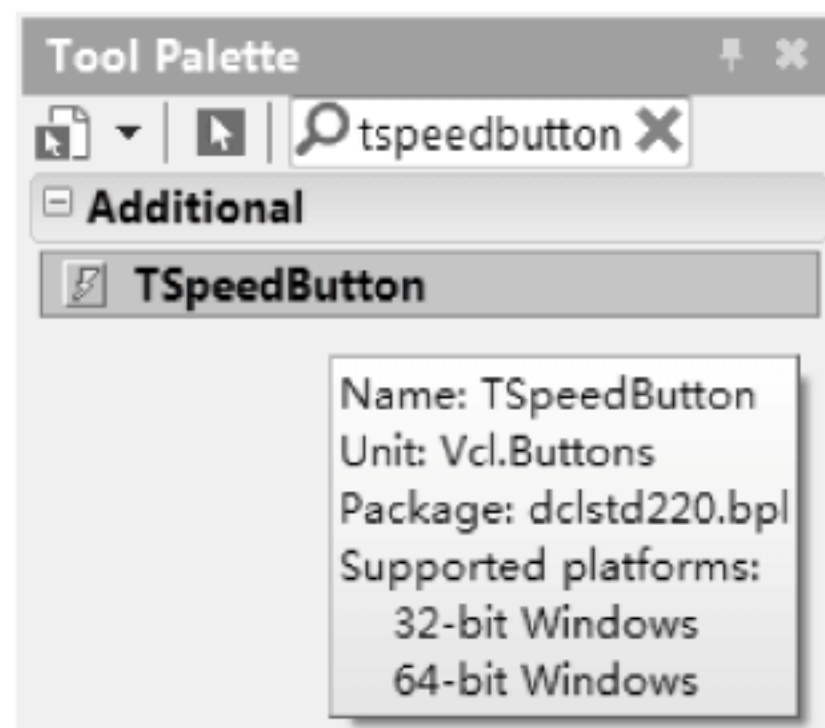 Tool Palette
tspeedbutton
Additional
TSpeedButton
Name: TSpeedButton
Unit: Vcl.Buttons
Package: dclstd220.bpl
Supported platforms:
32-bit Windows
64-bit Windows